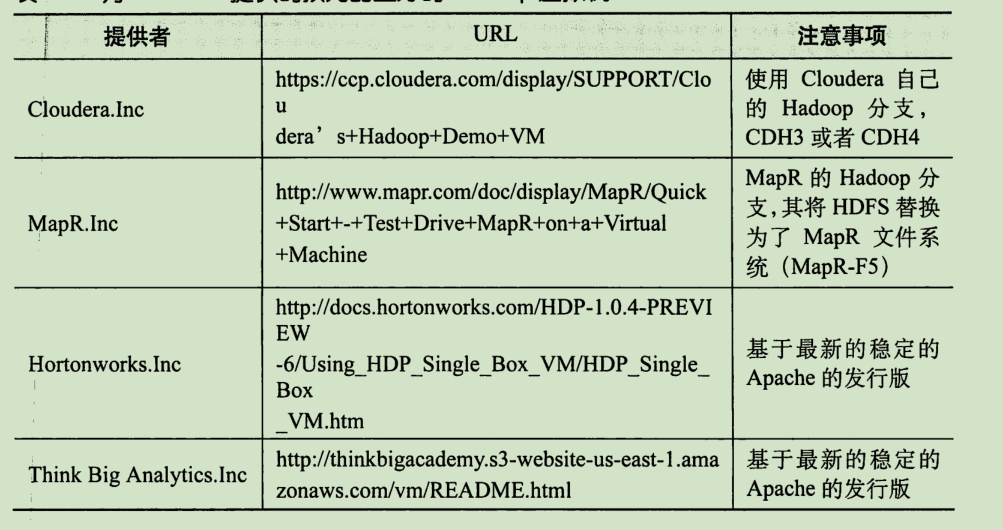 提供者 URL 注意事项
Cloudera.Inc
https://ccp.cloudera.com/display/SUPPORT/Clo
u
dera’s+Hadoop+Demo+VM
使用 Cloudera 自己
的 Hadoop 分支，
CDH3 或者 CDH4
MapR.Inc
http://www.mapr.com/doc/display/MapR/Quick
+Start+-+Test+Drive+MapR+on+a+Virtual
+Machine
MapR 的 Hadoop 分
支，其将 HDFS 替换
为了 MapR 文件系
统（MapR-F5）
Hortonworks.Inc
http://docs.hortonworks.com/HDP-1.0.4-PREVI
EW
-6/Using_HDP_Single_Box_VM/HDP_Single_
Box
_VM.htm
基于最新的稳定的
Apache 的发行版
Think Big Analytics.Inc
http://thinkbigacademy.s3-website-us-east-1.ama
zonaws.com/vm/README.html
基于最新的稳定的
Apache 的发行版